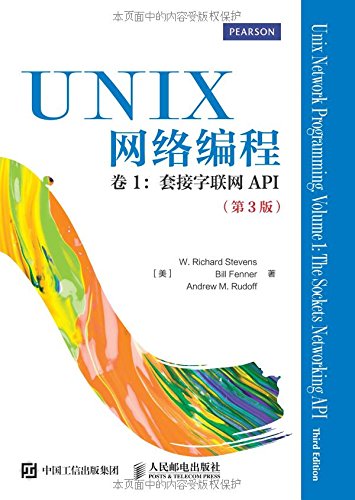 本页面中的内容受版权保护
PEARSON
UNIX
网络编程
卷1：套接字联网API
（第3版）
W. Richard Stevens
[美] Bill Fenner 著
Andrew M. Rudoff
Unix Network Programming, Volume 1: The Sockets Networking API
Third Edition
中国工信出版集团
人民邮电出版社
POSTS & TELECOM PRESS
本页面中的内容受版权保护